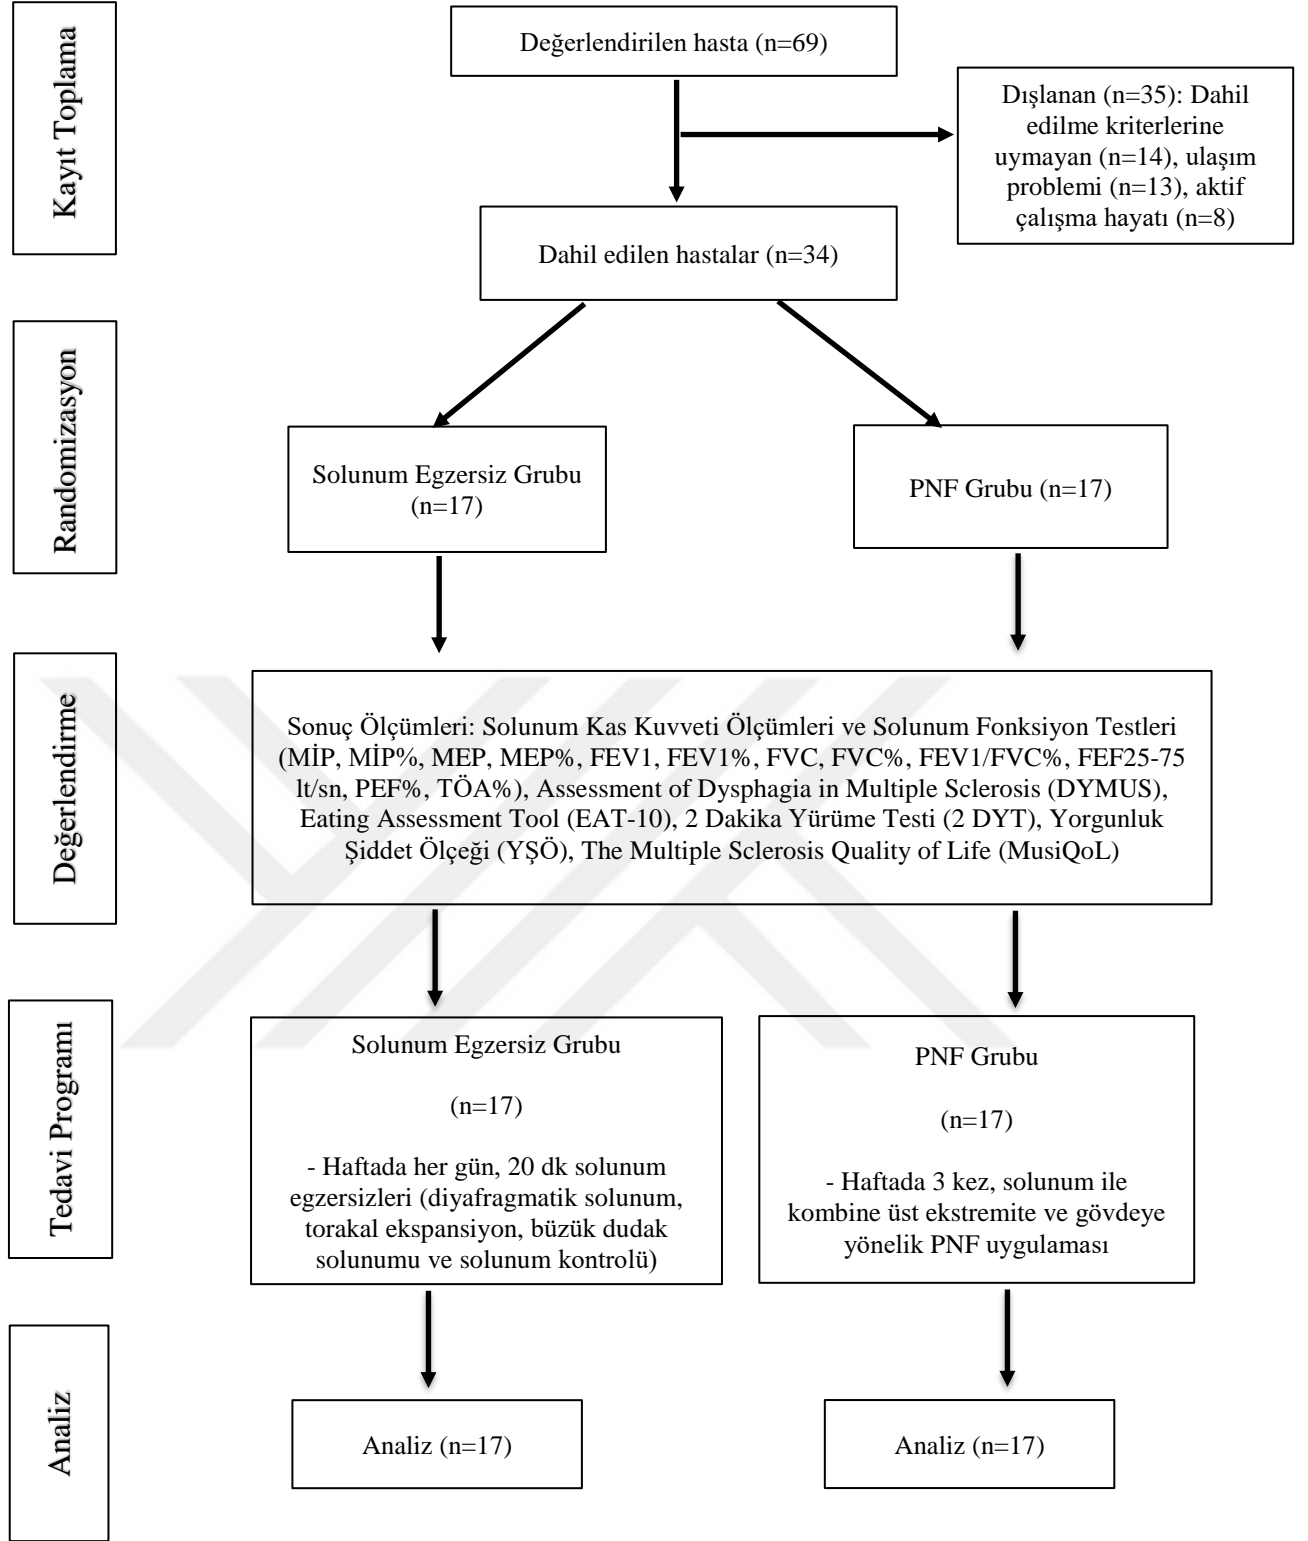 Kayıt Toplama
Değerlendirilen hasta (n=69)
Dışlanan (n=35): Dahil
edilme kriterlerine
uymayan (n=14), ulaşım
problemi (n=13), aktif
çalışma hayatı (n=8)
Dahil edilen hastalar (n=34)
Randomizasyon
Solunum Egzersiz Grubu
(n=17)
PNF Grubu (n=17)
Değerlendirme
Sonuç Ölçümleri: Solunum Kas Kuvveti Ölçümleri ve Solunum Fonksiyon Testleri
(MİP, MİP%, MEP, MEP%, FEV1, FEV1%, FVC, FVC%, FEV1/FVC%, FEF25-75
lt/sn, PEF%, TÖA%), Assessment of Dysphagia in Multiple Sclerosis (DYMUS),
Eating Assessment Tool (EAT-10), 2 Dakika Yürüme Testi (2 DYT), Yorgunluk
Şiddet Ölçeği (YŞÖ), The Multiple Sclerosis Quality of Life (MusiQoL)
Tedavi Programı
Solunum Egzersiz Grubu
(n=17)
- Haftada her gün, 20 dk solunum
egzersizleri (diyafragmatik solunum,
torakal ekspansiyon, büzük dudak
solunumu ve solunum kontrolü)
PNF Grubu
(n=17)
- Haftada 3 kez, solunum ile
kombine üst ekstremite ve gövdeye
yönelik PNF uygulaması
Analiz
Analiz (n=17)
Analiz (n=17)